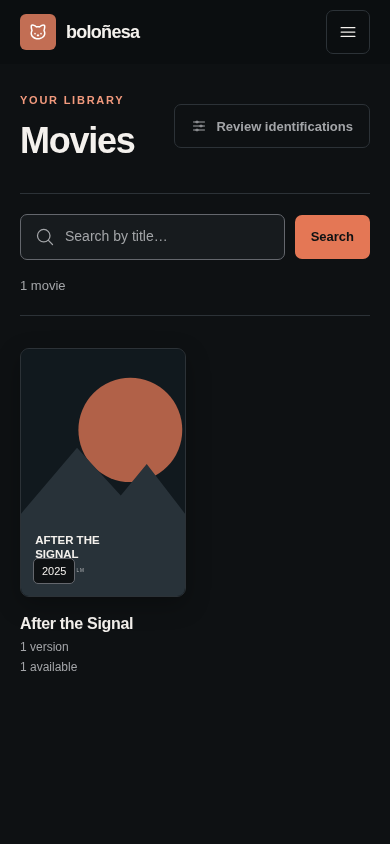 boloñesa
YOUR LIBRARY
Movies
Review identifications
Search by title…
Search
1 movie
AFTER THE
SIGNAL
2025
LM
After the Signal
1 version
1 available